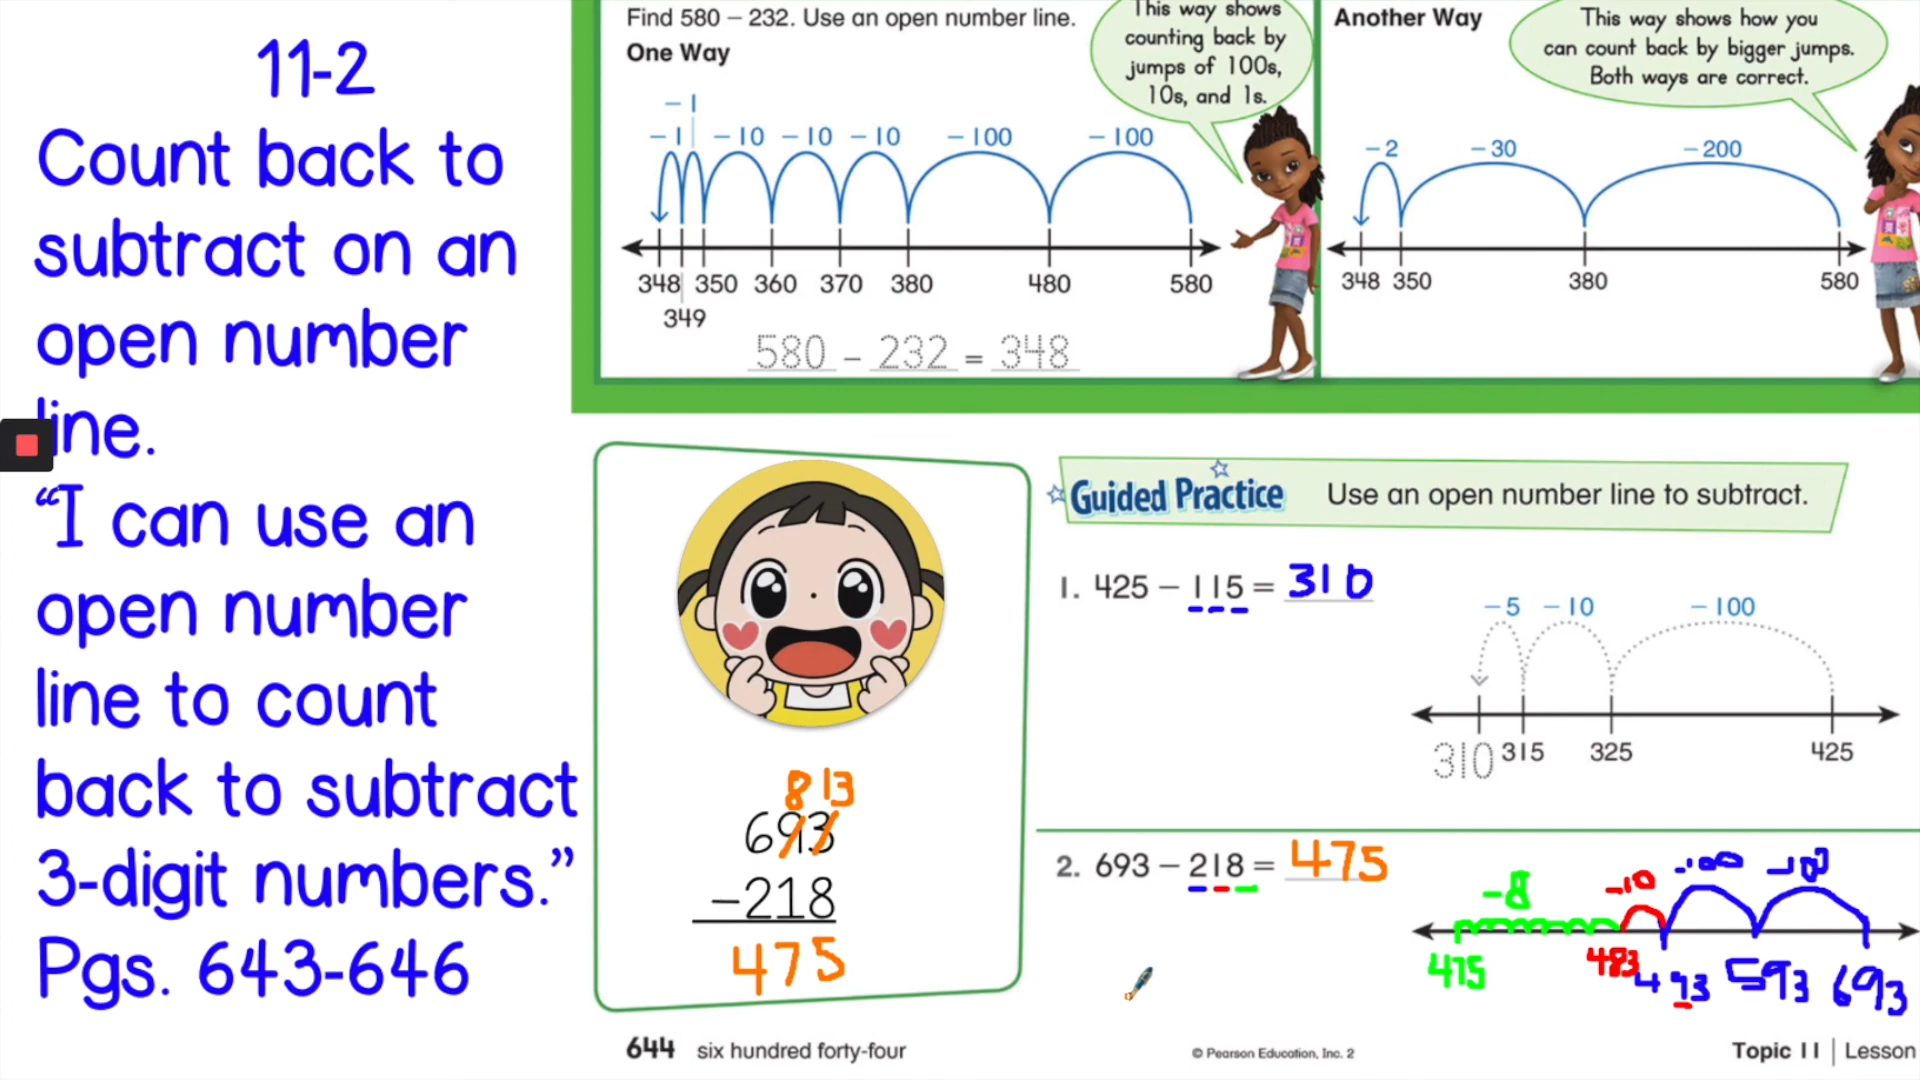 11-2
Count back to
subtract on an
open number
line.
"I can use an
open number
line to count
back to subtract
3-digit numbers."
Pgs. 643-646
Find 580 – 232. Use an open number line.
One Way
This way shows
counting back by
jumps of 100s,
10s, and 1s.
– 1
– 1 – 10 – 10 – 10 – 100 – 100
348 350 360 370 380 480 580
349
580 – 232 = 348
Another Way
This way shows how you
can count back by bigger jumps.
Both ways are correct.
– 2 – 30 – 200
348 350 380 580
8 13
693
–218
475
Guided Practice Use an open number line to subtract.
1. 425 – 115 = 310
– 5 – 10 – 100
310 315 325 425
2. 693 – 218 = 475
-8 -10 -100 -100
475 483 493 593 693
644 six hundred forty-four
© Pearson Education, Inc. 2
Topic 11 | Lesson